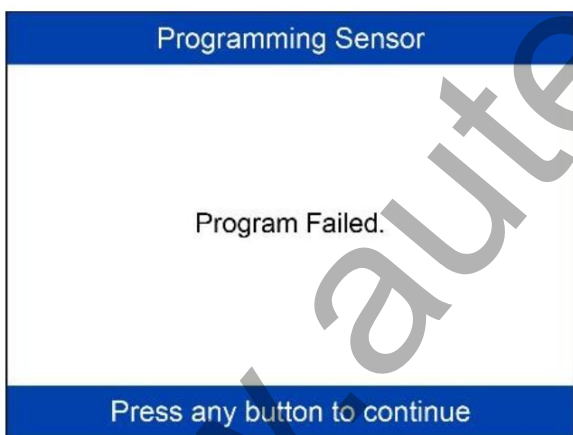 Programming Sensor
Program Failed.
Press any button to continue